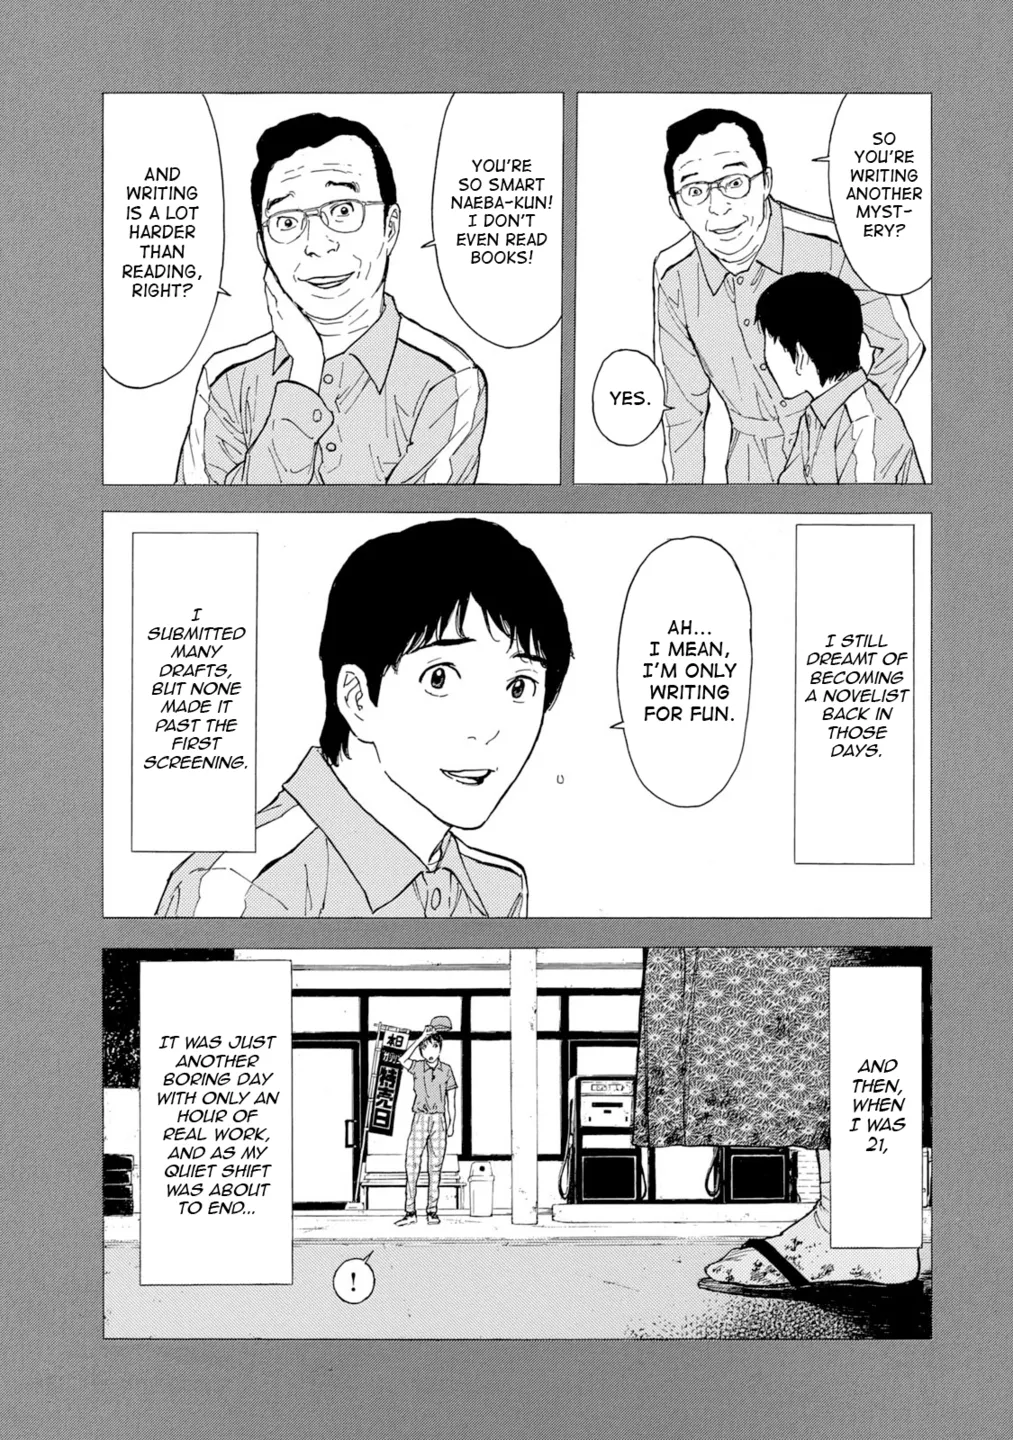 SO
YOU'RE
WRITING
ANOTHER
MYST-
ERY?
YES.
YOU'RE
SO SMART
NAEBA-KUN!
I DON'T
EVEN READ
BOOKS!
AND
WRITING
IS A LOT
HARDER
THAN
READING,
RIGHT?
I STILL
DREAMT OF
BECOMING
A NOVELIST
BACK IN
THOSE
DAYS.
AH...
I MEAN,
I'M ONLY
WRITING
FOR FUN.
I
SUBMITTED
MANY
DRAFTS,
BUT NONE
MADE IT
PAST THE
FIRST
SCREENING.
AND
THEN,
WHEN
I WAS
21,
IT WAS JUST
ANOTHER
BORING DAY
WITH ONLY AN
HOUR OF
REAL WORK,
AND AS MY
QUIET SHIFT
WAS ABOUT
TO END...
特売日
!